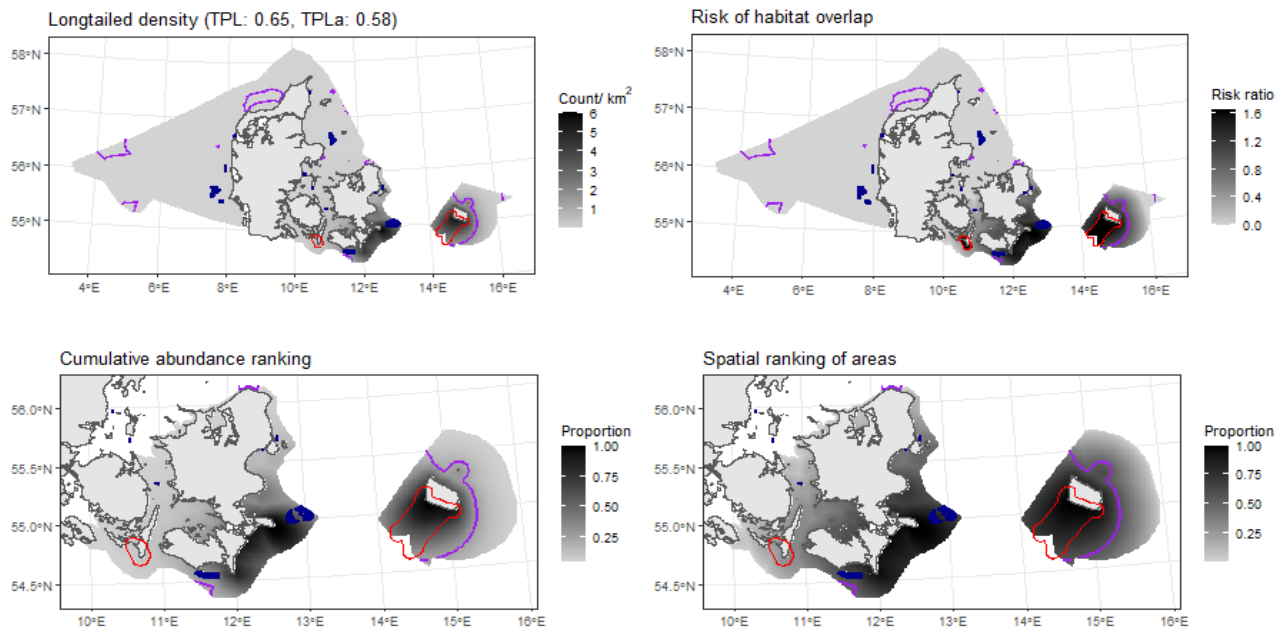 Longtailed density (TPL: 0.65, TPLa: 0.58)
58°N
57°N
56°N
55°N
4°E 6°E 8°E 10°E 12°E 14°E 16°E
Count/ km²
6
5
4
3
2
1
Risk of habitat overlap
58°N
57°N
56°N
55°N
4°E 6°E 8°E 10°E 12°E 14°E 16°E
Risk ratio
1.6
1.2
0.8
0.4
0.0
Cumulative abundance ranking
56.0°N
55.5°N
55.0°N
54.5°N
10°E 11°E 12°E 13°E 14°E 15°E 16°E
Proportion
1.00
0.75
0.50
0.25
Spatial ranking of areas
56.0°N
55.5°N
55.0°N
54.5°N
10°E 11°E 12°E 13°E 14°E 15°E 16°E
Proportion
1.00
0.75
0.50
0.25